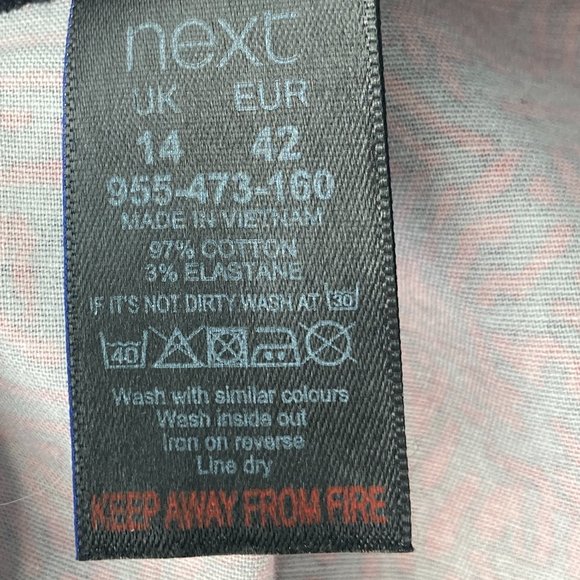 next
UK EUR
14 42
955-473-160
MADE IN VIETNAM
97% COTTON
3% ELASTANE
IF IT'S NOT DIRTY WASH AT 30
40
Wash with similar colours
Wash inside out
Iron on reverse
Line dry
KEEP AWAY FROM FIRE